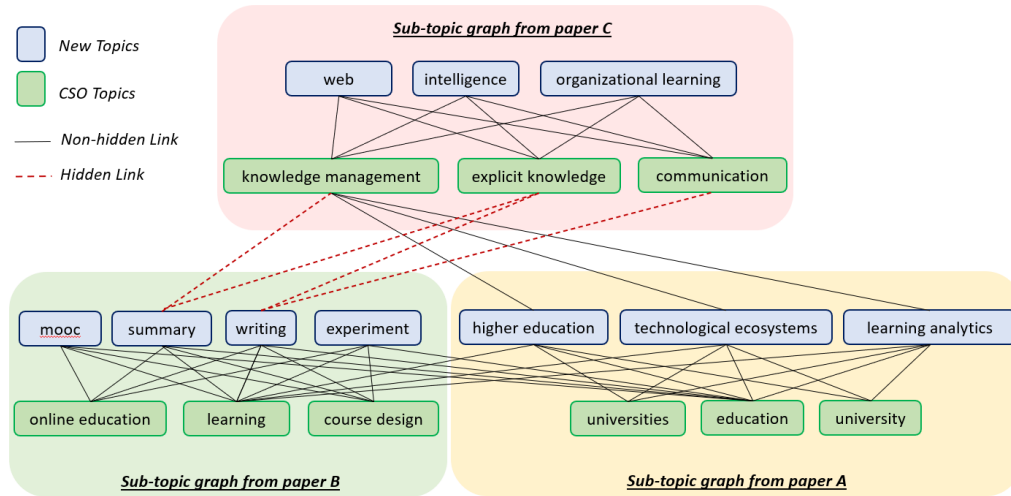 Sub-topic graph from paper C
New Topics
CSO Topics
Non-hidden Link
Hidden Link
web
intelligence
organizational learning
knowledge management
explicit knowledge
communication
mooc
summary
writing
experiment
higher education
technological ecosystems
learning analytics
online education
learning
course design
universities
education
university
Sub-topic graph from paper B
Sub-topic graph from paper A